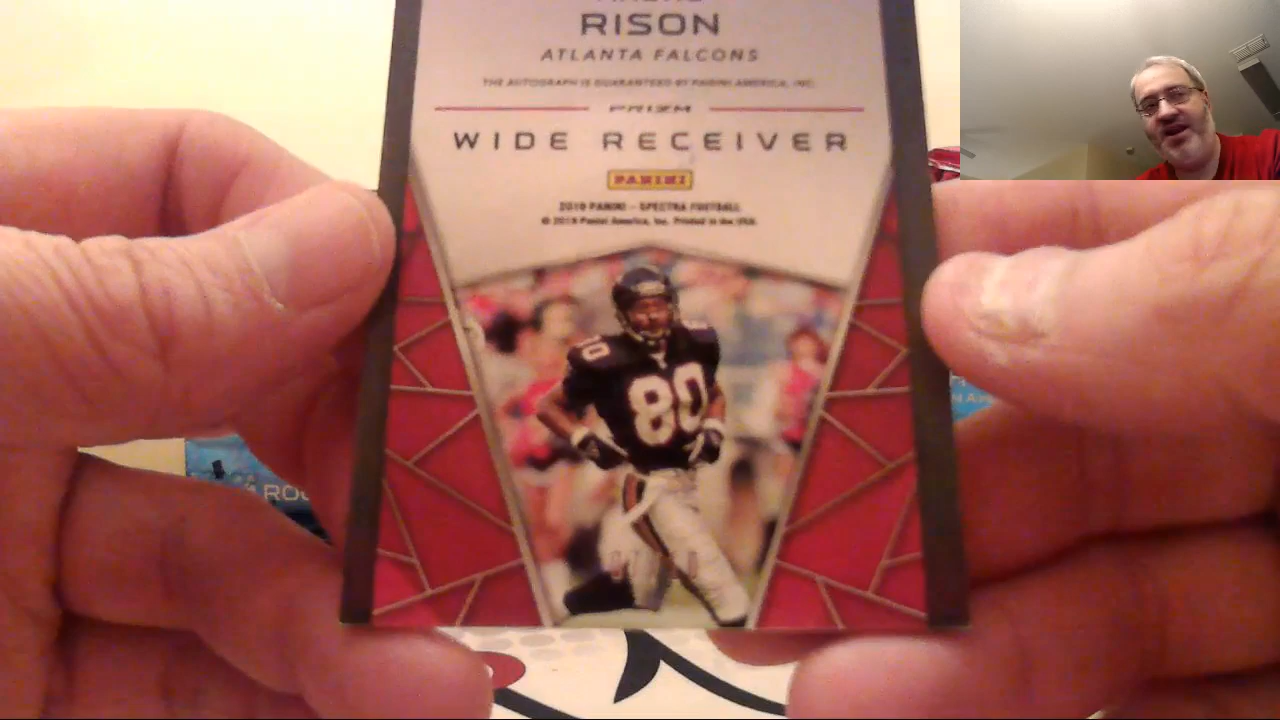 RISON
ATLANTA FALCONS
THE AUTOGRAPH IS GUARANTEED BY PANINI AMERICA, INC.
PRIZM
WIDE RECEIVER
PANINI
2019 PANINI - SPECTRA FOOTBALL
© 2019 Panini America, Inc. Printed in the USA.
80
80